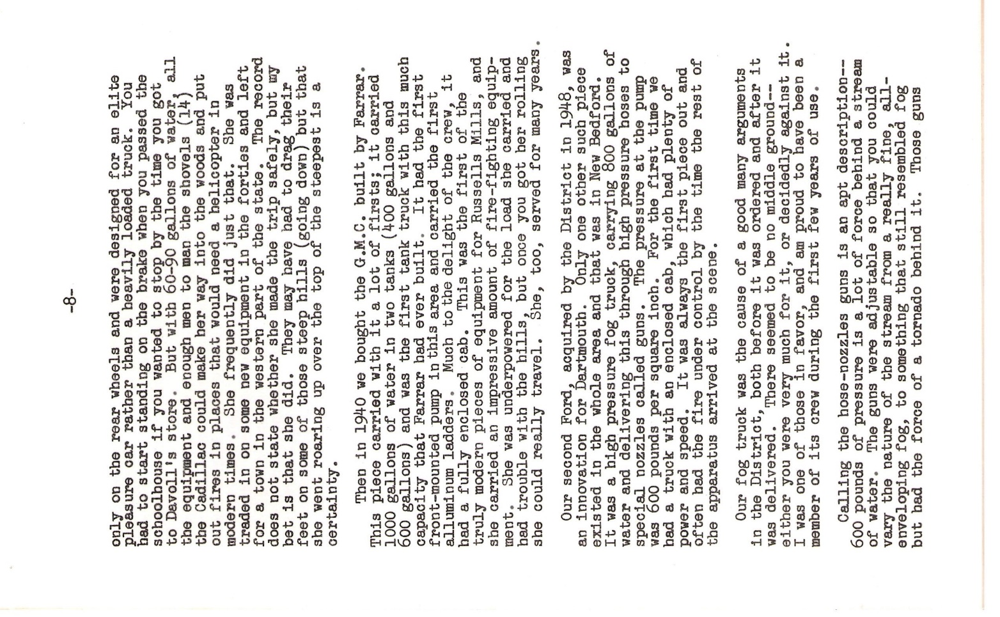 -8-
only on the rear wheels and were designed for an elite
pleasure car rather than a heavily loaded truck. You
had to start standing on the brake when you passed the
schoolhouse if you wanted to stop by the time you got
to Davoll's store. But with 60-90 gallons of water, all
the equipment and enough men to man the shovels (14)
the Cadillac could make her way into the woods and put
out fires in places that would need a helicopter in
modern times. She frequently did just that. She was
traded in on some new equipment in the forties and left
for a town in the western part of the state. The record
does not state whether she made the trip safely, but my
bet is that she did. They may have had to drag their
feet on some of those steep hills (going down) but that
she went roaring up over the top of the steepest is a
certainty.
Then in 1940 we bought the G.M.C. built by Farrar.
This piece carried with it a lot of firsts; it carried
1000 gallons of water in two tanks (400 gallons and
600 gallons) and was the first tank truck with this much
capacity that Farrar had ever built. It had the first
front-mounted pump in this area and carried the first
alluminum ladders. Much to the delight of the crew, it
had a fully enclosed cab. This was the first of the
truly modern pieces of equipment for Russells Mills, and
she carried an impressive amount of fire-fighting equip-
ment. She was underpowered for the load she carried and
had trouble with the hills, but once you got her rolling
she could really travel. She, too, served for many years.
Our second Ford, acquired by the District in 1948, was
an innovation for Dartmouth. Only one other such piece
existed in the whole area and that was in New Bedford.
It was a high pressure fog truck, carrying 800 gallons of
water and delivering this through high pressure hoses to
special nozzles called guns. The pressure at the pump
was 600 pounds per square inch. For the first time we
had a truck with an enclosed cab, which had plenty of
power and speed. It was always the first piece out and
often had the fire under control by the time the rest of
the apparatus arrived at the scene.
Our fog truck was the cause of a good many arguments
in the District, both before it was ordered and after it
was delivered. There seemed to be no middle ground--
either you were very much for it, or decidedly against it.
I was one of those in favor, and am proud to have been a
member of its crew during the first few years of use.
Calling the hose-nozzles guns is an apt description--
600 pounds of pressure is a lot of force behind a stream
of water. The guns were adjustable so that you could
vary the nature of the stream from a really fine, all-
enveloping fog, to something that still resembled fog
but had the force of a tornado behind it. Those guns